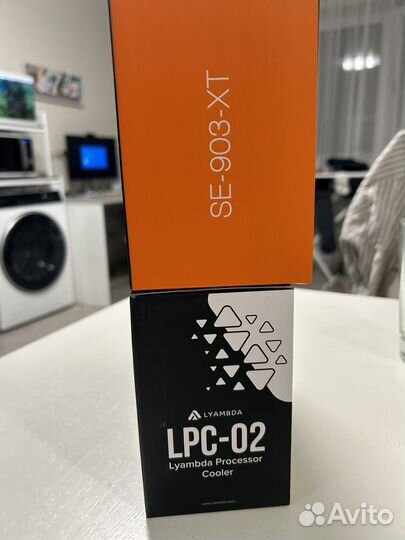 SE-903-XT
LYAMBDA
LPC-02
Lyambda Processor
Cooler
Avito